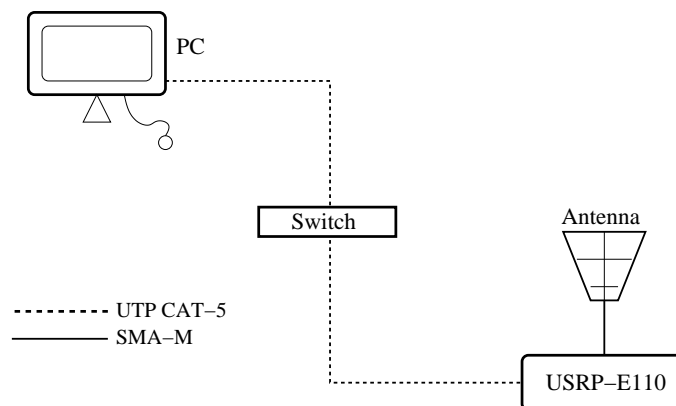 PC
Switch
Antenna
UTP CAT–5
SMA–M
USRP–E110